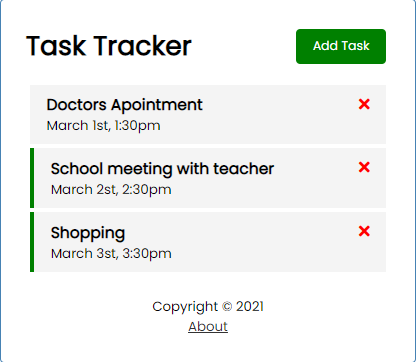 Task Tracker
Add Task
Doctors Apointment
March 1st, 1:30pm
School meeting with teacher
March 2st, 2:30pm
Shopping
March 3st, 3:30pm
Copyright © 2021
About